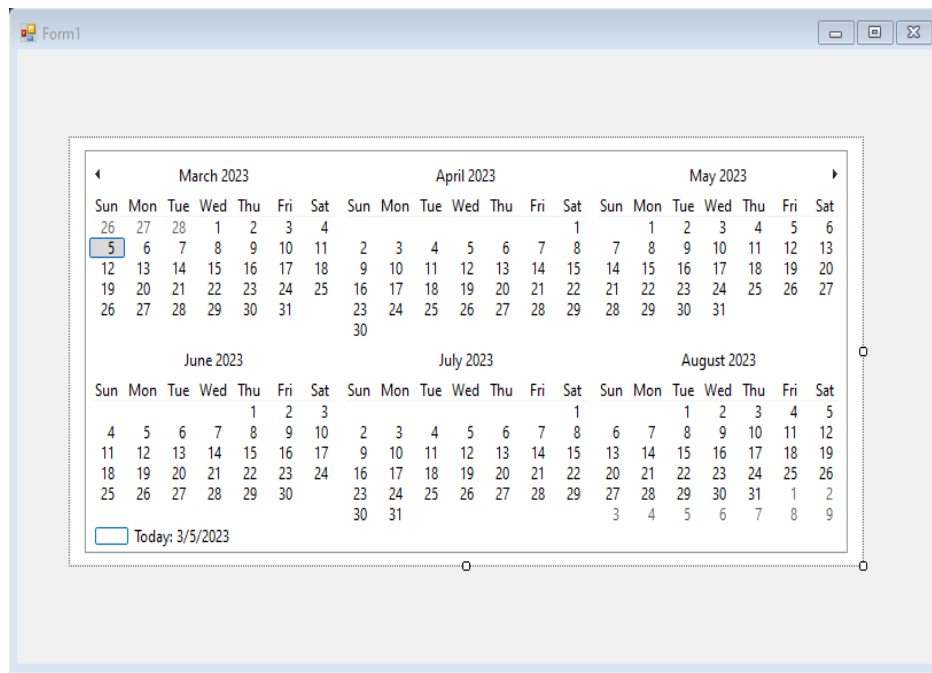 Form1
March 2023 April 2023 May 2023
Sun Mon Tue Wed Thu Fri Sat Sun Mon Tue Wed Thu Fri Sat Sun Mon Tue Wed Thu Fri Sat
26 27 28 1 2 3 4 1 1 2 3 4 5 6
5 6 7 8 9 10 11 2 3 4 5 6 7 8 7 8 9 10 11 12 13
12 13 14 15 16 17 18 9 10 11 12 13 14 15 14 15 16 17 18 19 20
19 20 21 22 23 24 25 16 17 18 19 20 21 22 21 22 23 24 25 26 27
26 27 28 29 30 31 23 24 25 26 27 28 29 28 29 30 31
30
June 2023 July 2023 August 2023
Sun Mon Tue Wed Thu Fri Sat Sun Mon Tue Wed Thu Fri Sat Sun Mon Tue Wed Thu Fri Sat
1 2 3 1 1 2 3 4 5
4 5 6 7 8 9 10 2 3 4 5 6 7 8 6 7 8 9 10 11 12
11 12 13 14 15 16 17 9 10 11 12 13 14 15 13 14 15 16 17 18 19
18 19 20 21 22 23 24 16 17 18 19 20 21 22 20 21 22 23 24 25 26
25 26 27 28 29 30 23 24 25 26 27 28 29 27 28 29 30 31 1 2
30 31 3 4 5 6 7 8 9
Today: 3/5/2023